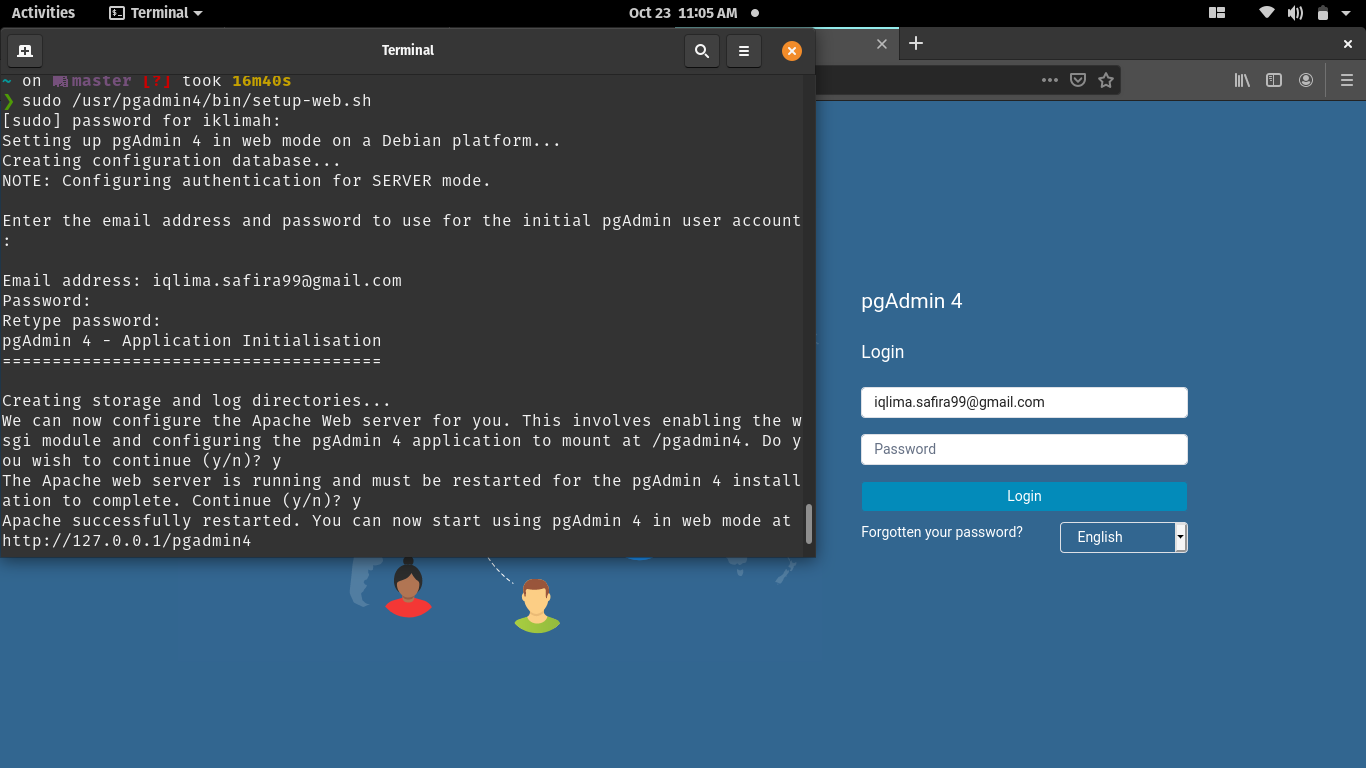 Activities
Terminal
Oct 23 11:05 AM
Terminal
~ on master [?] took 16m40s
❯ sudo /usr/pgadmin4/bin/setup-web.sh
[sudo] password for iklimah:
Setting up pgAdmin 4 in web mode on a Debian platform...
Creating configuration database...
NOTE: Configuring authentication for SERVER mode.
Enter the email address and password to use for the initial pgAdmin user account
:
Email address: iqlima.safira99@gmail.com
Password:
Retype password:
pgAdmin 4 - Application Initialisation
======================================
Creating storage and log directories...
We can now configure the Apache Web server for you. This involves enabling the w
sgi module and configuring the pgAdmin 4 application to mount at /pgadmin4. Do y
ou wish to continue (y/n)? y
The Apache web server is running and must be restarted for the pgAdmin 4 install
ation to complete. Continue (y/n)? y
Apache successfully restarted. You can now start using pgAdmin 4 in web mode at
http://127.0.0.1/pgadmin4
pgAdmin 4
Login
iqlima.safira99@gmail.com
Password
Login
Forgotten your password?
English